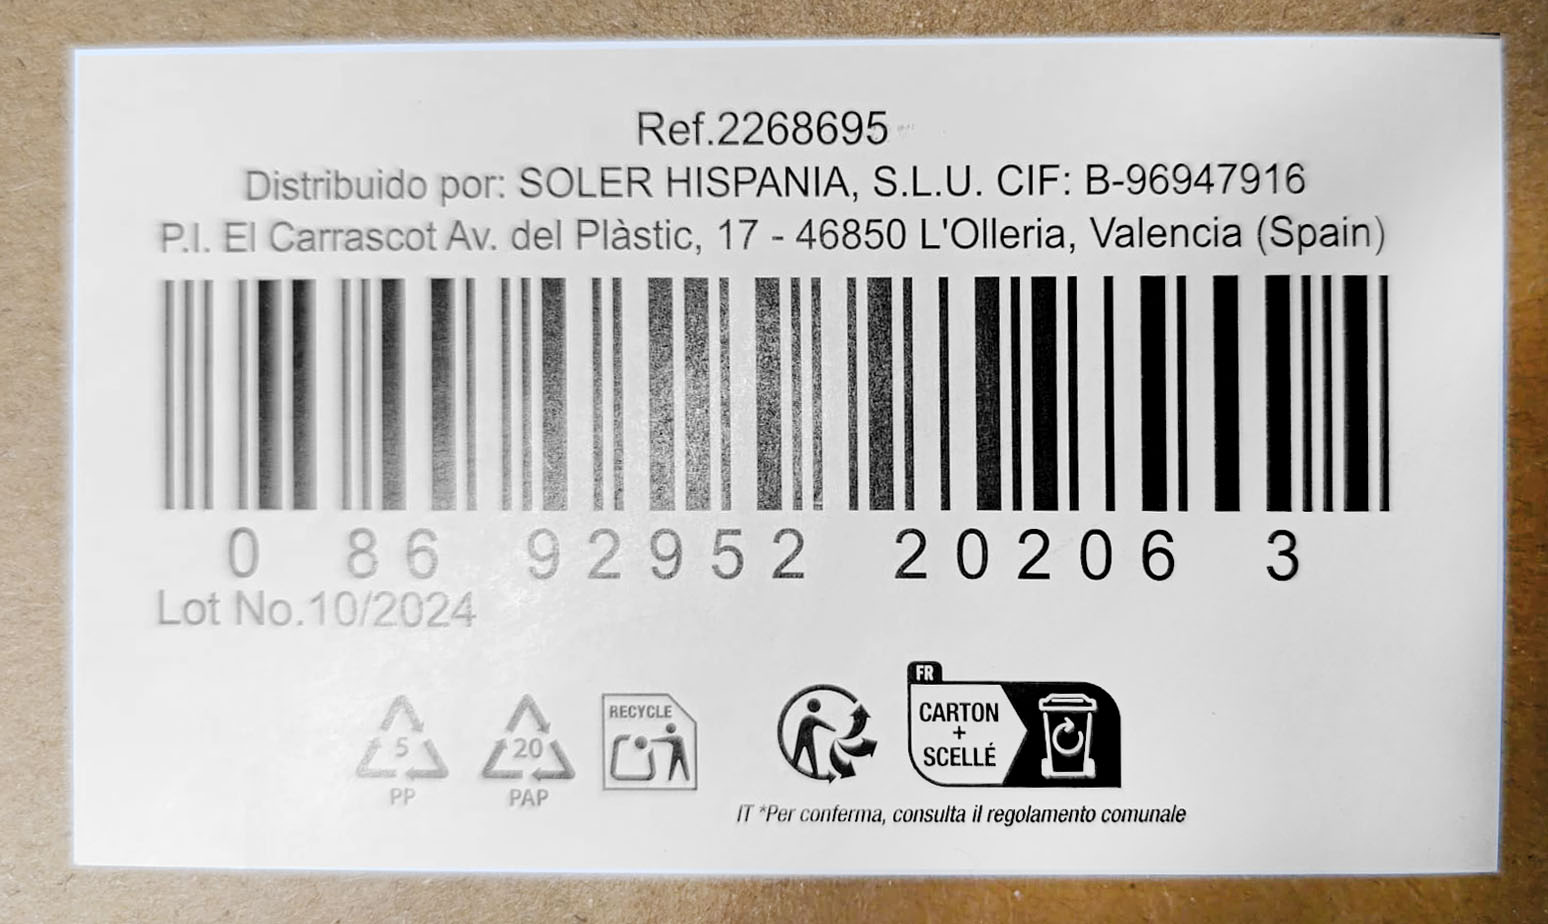 Ref.2268695
Distribuido por: SOLER HISPANIA, S.L.U. CIF: B-96947916
P.I. El Carrascot Av. del Plàstic, 17 - 46850 L'Olleria, Valencia (Spain)
0 86 92952 20206 3
Lot No.10/2024
5
PP
20
PAP
RECYCLE
FR
CARTON
+
SCELLÉ
IT *Per conferma, consulta il regolamento comunale